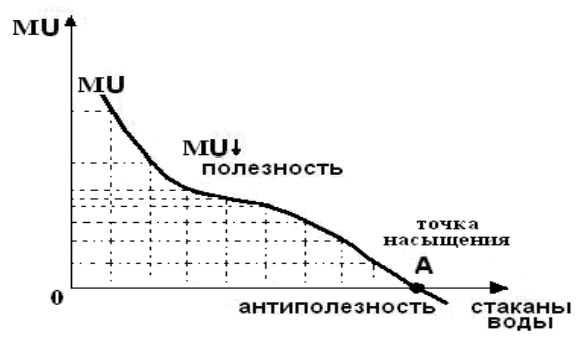 MU
MU
MU↓
полезность
точка
насыщения
A
0
антиполезность
стаканы
воды